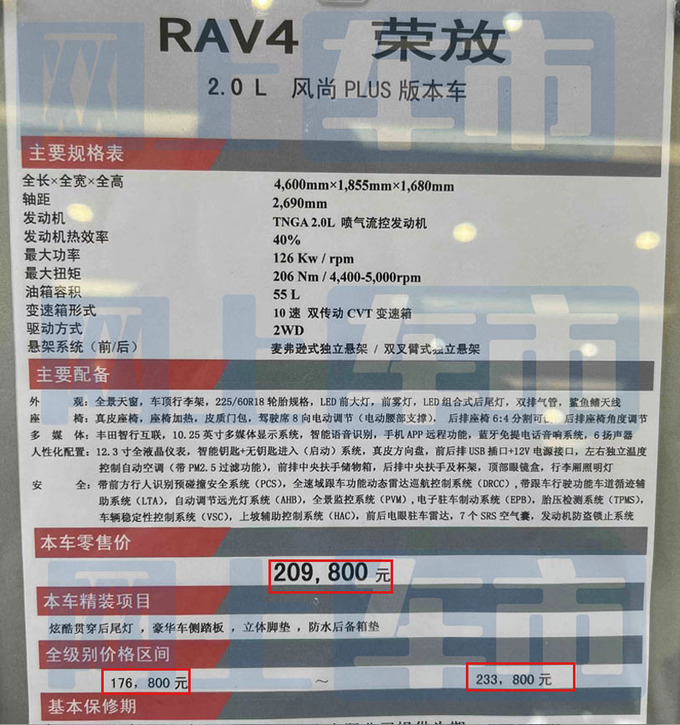 RAV4 荣放
2.0 L 风尚 PLUS 版本车
主要规格表
全长×全宽×全高 4,600mm×1,855mm×1,680mm
轴距 2,690mm
发动机 TNGA 2.0L 喷气流控发动机
发动机热效率 40%
最大功率 126 Kw / rpm
最大扭矩 206 Nm / 4,400-5,000rpm
油箱容积 55 L
变速箱形式 10 速 双传动 CVT 变速箱
驱动方式 2WD
悬架系统（前/后） 麦弗逊式独立悬架 / 双叉臂式独立悬架
主要配备
外 观：全景天窗，车顶行李架，225/60R18 轮胎规格，LED 前大灯，前雾灯，LED 组合式后尾灯，双排气管，鲨鱼鳍天线
座 椅：真皮座椅，座椅加热，皮质门包，驾驶席 8 向电动调节（电动腰部支撑），后排座椅 6:4 分割可 后排座椅角度调节
多 媒 体：丰田智行互联，10.25 英寸多媒体显示系统，智能语音识别，手机 APP 远程功能，蓝牙免提电话音响系统，6 扬声器
人性化配置：12.3 寸全液晶仪表，智能钥匙+无钥匙进入（启动）系统，真皮方向盘，前后排 USB 插口+12V 电源接口，左右独立温度
控制自动空调（带 PM2.5 过滤功能），前排中央扶手储物箱，后排中央扶手及杯架，顶部眼镜盒，行李厢照明灯
安 全：带前方行人识别预碰撞安全系统（PCS），全速域跟车功能动态雷达巡航控制系统（DRCC），带跟车行驶功能车道循迹辅
助系统（LTA），自动调节远光灯系统（AHB），全景监控系统（PVM），电子驻车制动系统（EPB），胎压检测系统（TPMS），
车辆稳定性控制系统（VSC），上坡辅助控制系统（HAC），前后电眼驻车雷达，7 个 SRS 空气囊，发动机防盗锁止系统
本车零售价
209，800 元
本车精装项目
炫酷贯穿后尾灯，豪华车侧踏板，立体脚垫，防水后备箱垫
全级别价格区间
176，800 元 ～ 233，800 元
基本保修期
网上车市
网上车市
网上车市